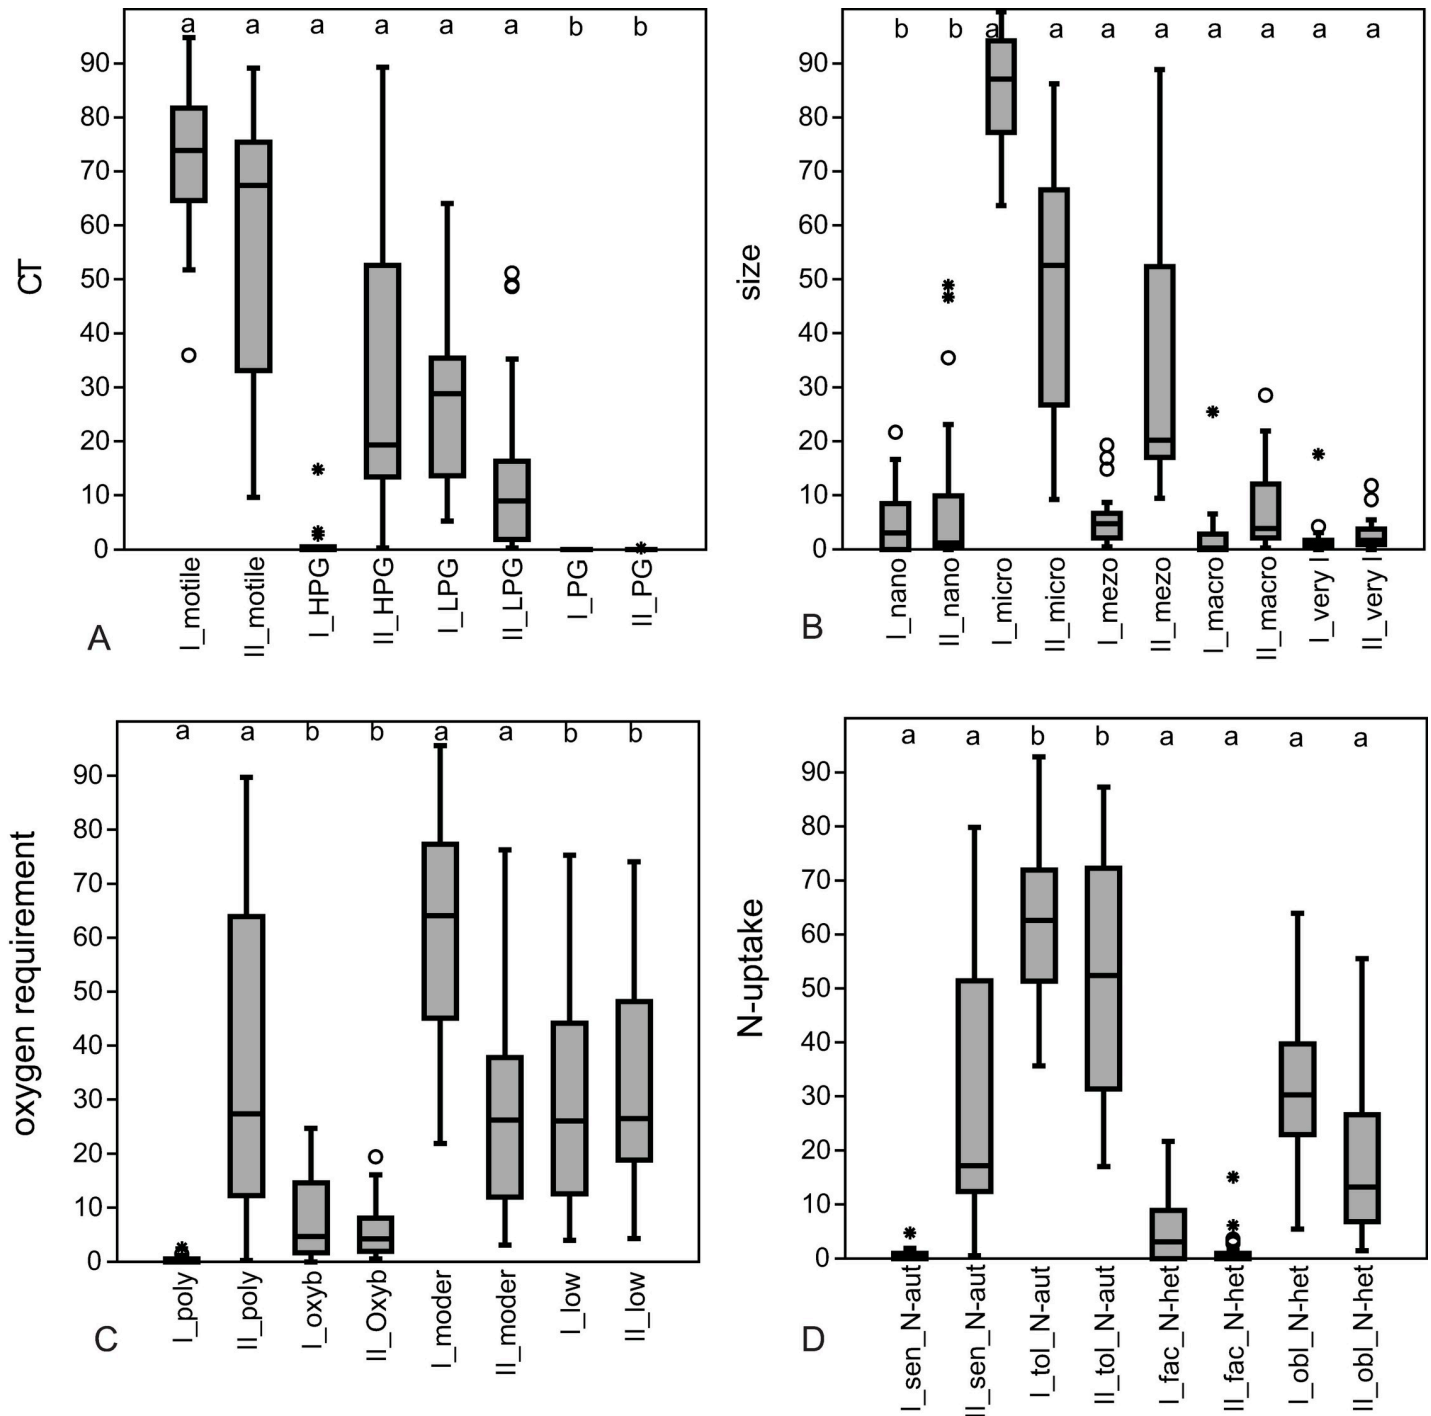 a a a a a a b b
90
80
70
60
50
40
30
20
10
0
CT
I_motile
II_motile
I_HPG
II_HPG
I_LPG
II_LPG
I_PG
II_PG
A
b b a a a a a a a a
90
80
70
60
50
40
30
20
10
0
size
I_nano
II_nano
I_micro
II_micro
I_mezo
II_mezo
I_macro
II_macro
I_very l
II_very l
B
a a b b a a b b
90
80
70
60
50
40
30
20
10
0
oxygen requirement
I_poly
II_poly
I_oxyb
II_Oxyb
I_moder
II_moder
I_low
II_low
C
a a b b a a a a
90
80
70
60
50
40
30
20
10
0
N-uptake
I_sen_N-aut
II_sen_N-aut
I_tol_N-aut
II_tol_N-aut
I_fac_N-het
II_fac_N-het
I_obl_N-het
II_obl_N-het
D